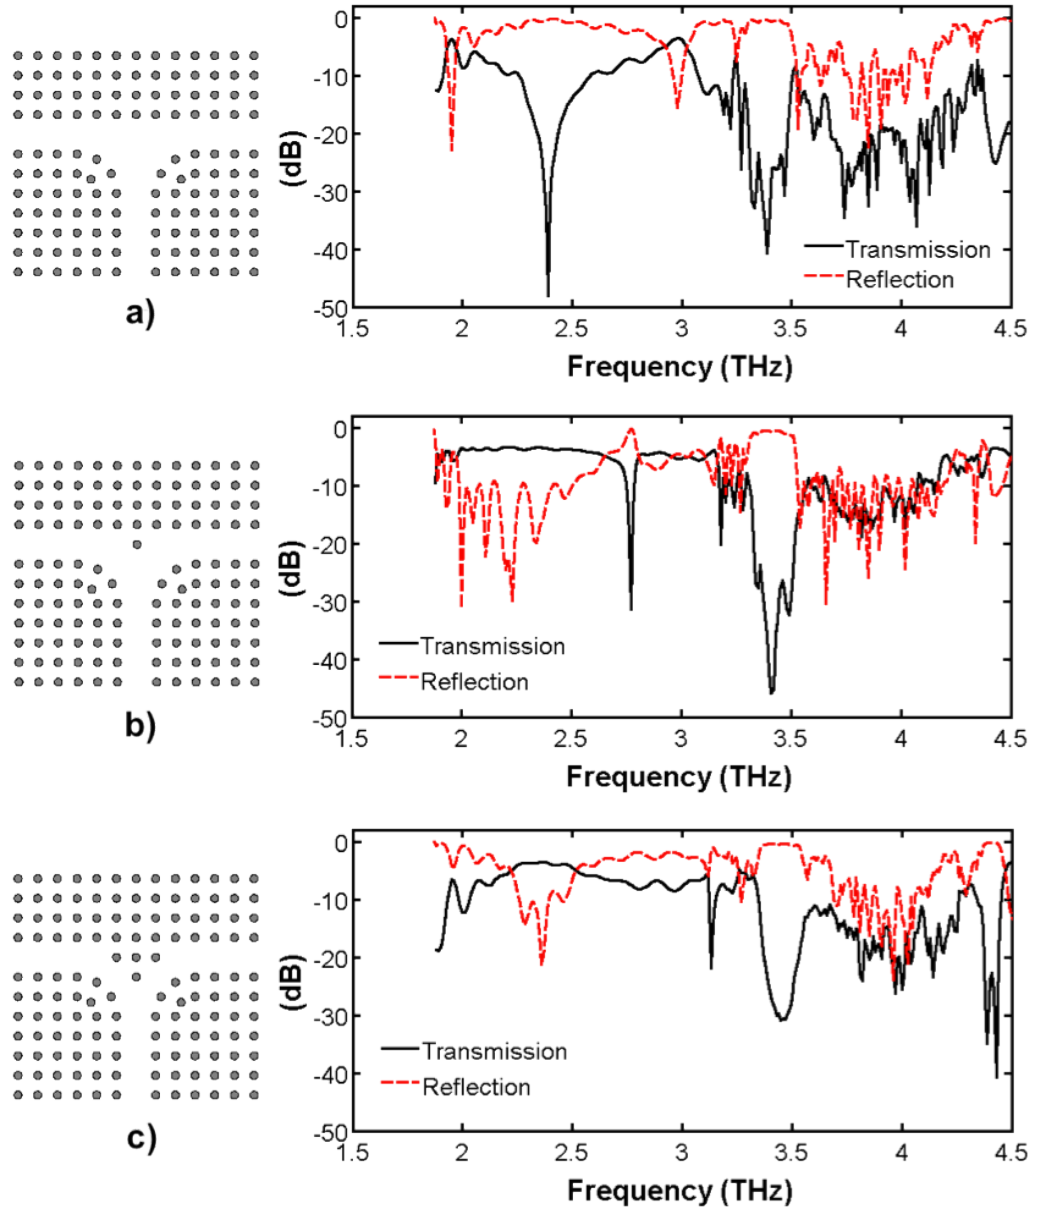 0
-10
-20
-30
-40
-50
(dB)
Transmission
Reflection
1.5 2 2.5 3 3.5 4 4.5
Frequency (THz)
a)
0
-10
-20
-30
-40
-50
(dB)
Transmission
Reflection
1.5 2 2.5 3 3.5 4 4.5
Frequency (THz)
b)
0
-10
-20
-30
-40
-50
(dB)
Transmission
Reflection
1.5 2 2.5 3 3.5 4 4.5
Frequency (THz)
c)